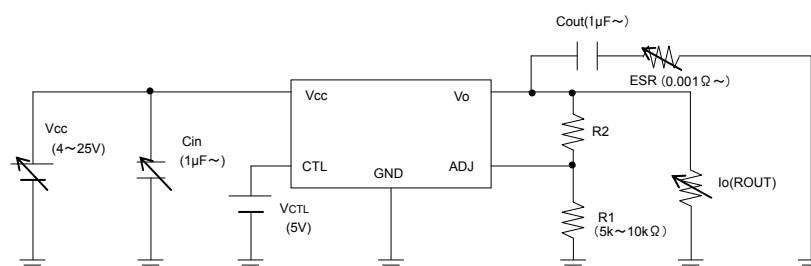 Cout(1μF～)
ESR (0.001Ω～)
Vcc
Vo
Vcc
(4～25V)
Cin
(1μF～)
R2
CTL
GND
ADJ
Io(ROUT)
VCTL
(5V)
R1
(5k～10kΩ)